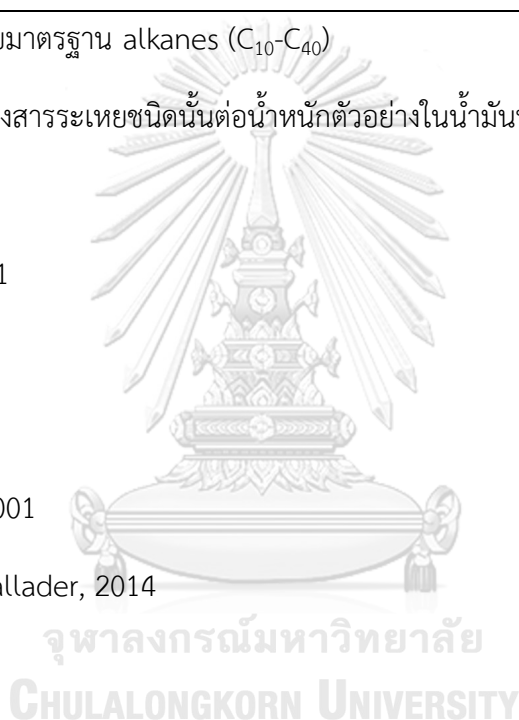 มาตรฐาน alkanes (C10-C40)
งสารระเหยชนิดนั้นต่อน้ำหนักตัวอย่างในน้ำมัน
1
001
allader, 2014
จุฬาลงกรณ์มหาวิทยาลัย
CHULALONGKORN UNIVERSITY